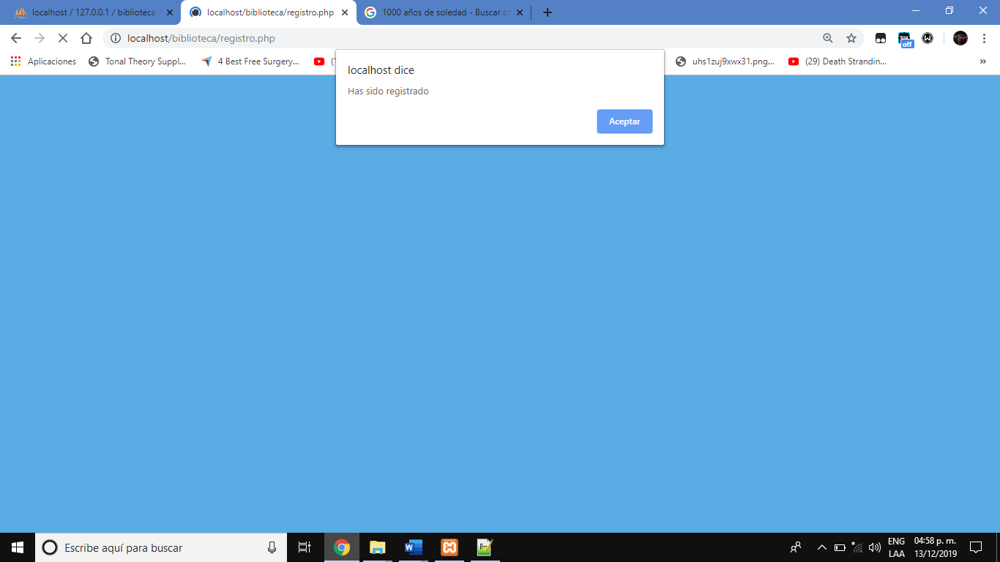 localhost / 127.0.0.1 / biblioteca
localhost/biblioteca/registro.php
1000 años de soledad - Buscar
localhost/biblioteca/registro.php
off
Aplicaciones
Tonal Theory Suppl...
4 Best Free Surgery...
uhs1zuj9xwx31.png...
(29) Death Strandin...
»
localhost dice
Has sido registrado
Aceptar
Escribe aquí para buscar
ENG
LAA
04:58 p. m.
13/12/2019